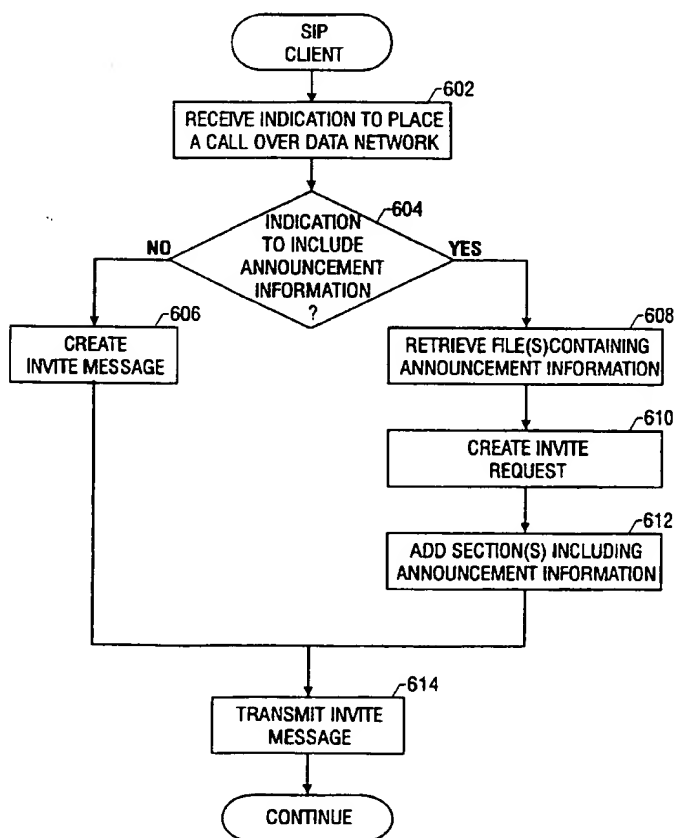 SIP
CLIENT
602
RECEIVE INDICATION TO PLACE
A CALL OVER DATA NETWORK
604
INDICATION
TO INCLUDE
ANNOUNCEMENT
INFORMATION
?
NO
YES
606
CREATE
INVITE MESSAGE
608
RETRIEVE FILE(S)CONTAINING
ANNOUNCEMENT INFORMATION
610
CREATE INVITE
REQUEST
612
ADD SECTION(S) INCLUDING
ANNOUNCEMENT INFORMATION
614
TRANSMIT INVITE
MESSAGE
CONTINUE